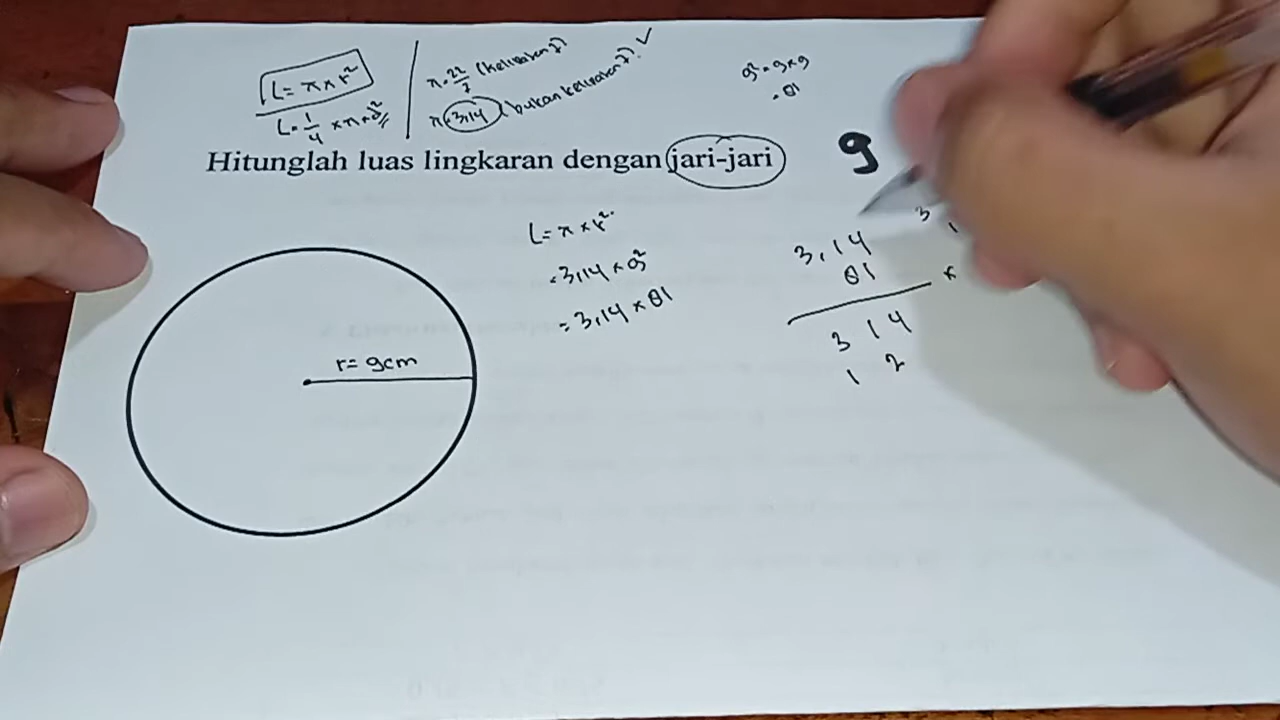 L = π x r²
L = 1/4 x π x d²
π = 22/7 (kelipatan 7)
π = 3,14 (bukan kelipatan 7) ✓
9² = 9 x 9
= 81
Hitunglah luas lingkaran dengan jari-jari 9
r = 9cm
L = π x r²
= 3,14 x 9²
= 3,14 x 81
3
1
3,14
81 x
3 1 4
1 2